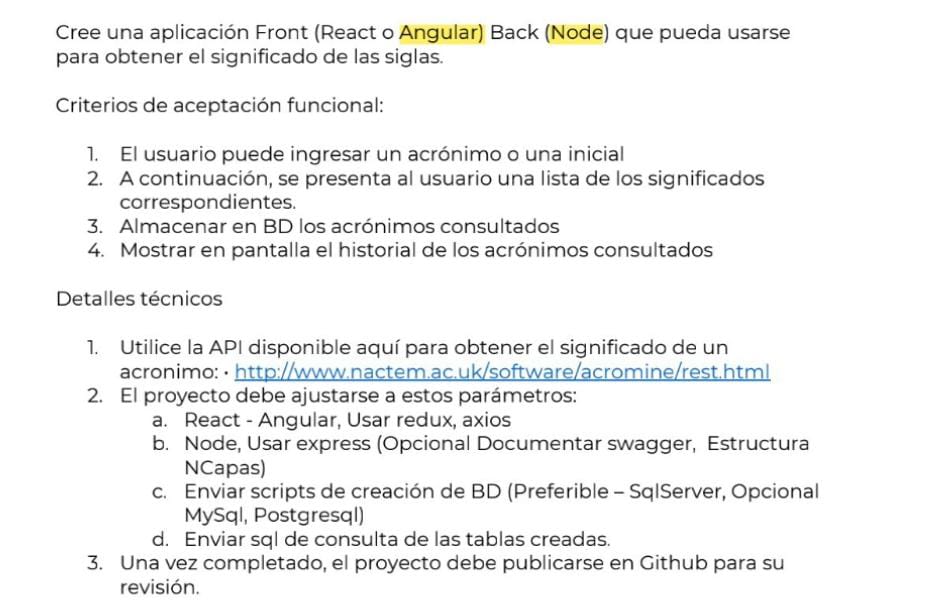 Cree una aplicación Front (React o Angular) Back (Node) que pueda usarse
para obtener el significado de las siglas.
Criterios de aceptación funcional:
1. El usuario puede ingresar un acrónimo o una inicial
2. A continuación, se presenta al usuario una lista de los significados
correspondientes.
3. Almacenar en BD los acrónimos consultados
4. Mostrar en pantalla el historial de los acrónimos consultados
Detalles técnicos
1. Utilice la API disponible aquí para obtener el significado de un
acronimo: · http://www.nactem.ac.uk/software/acromine/rest.html
2. El proyecto debe ajustarse a estos parámetros:
a. React - Angular, Usar redux, axios
b. Node, Usar express (Opcional Documentar swagger, Estructura
NCapas)
c. Enviar scripts de creación de BD (Preferible – SqlServer, Opcional
MySql, Postgresql)
d. Enviar sql de consulta de las tablas creadas.
3. Una vez completado, el proyecto debe publicarse en Github para su
revisión.